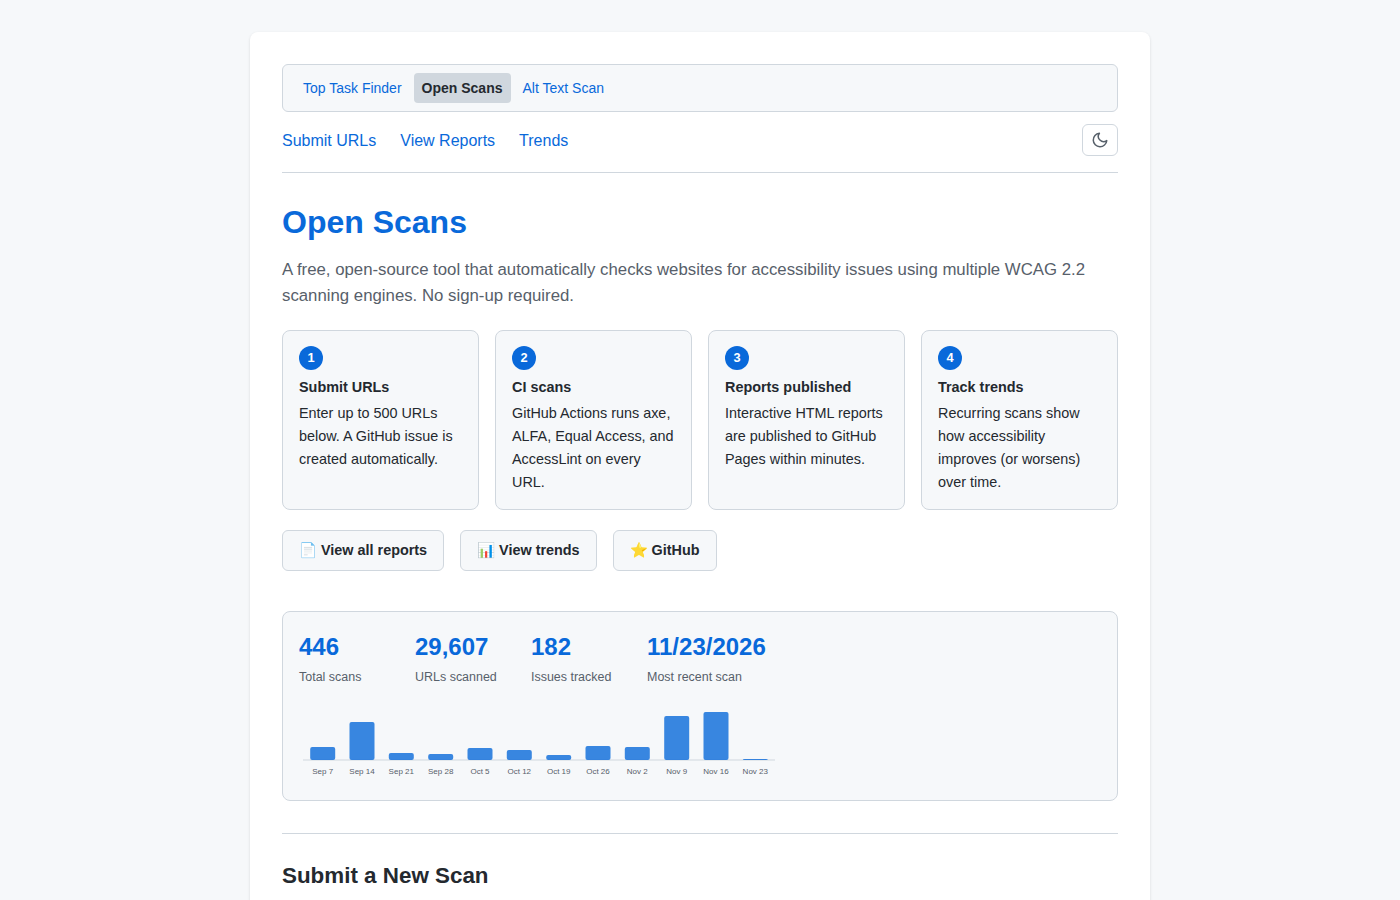 Top Task Finder Open Scans Alt Text Scan
Submit URLs View Reports Trends
Open Scans
A free, open-source tool that automatically checks websites for accessibility issues using multiple WCAG 2.2
scanning engines. No sign-up required.
1
Submit URLs
Enter up to 500 URLs
below. A GitHub issue is
created automatically.
2
CI scans
GitHub Actions runs axe,
ALFA, Equal Access, and
AccessLint on every
URL.
3
Reports published
Interactive HTML reports
are published to GitHub
Pages within minutes.
4
Track trends
Recurring scans show
how accessibility
improves (or worsens)
over time.
View all reports View trends GitHub
446 29,607 182 11/23/2026
Total scans URLs scanned Issues tracked Most recent scan
Sep 7 Sep 14 Sep 21 Sep 28 Oct 5 Oct 12 Oct 19 Oct 26 Nov 2 Nov 9 Nov 16 Nov 23
Submit a New Scan